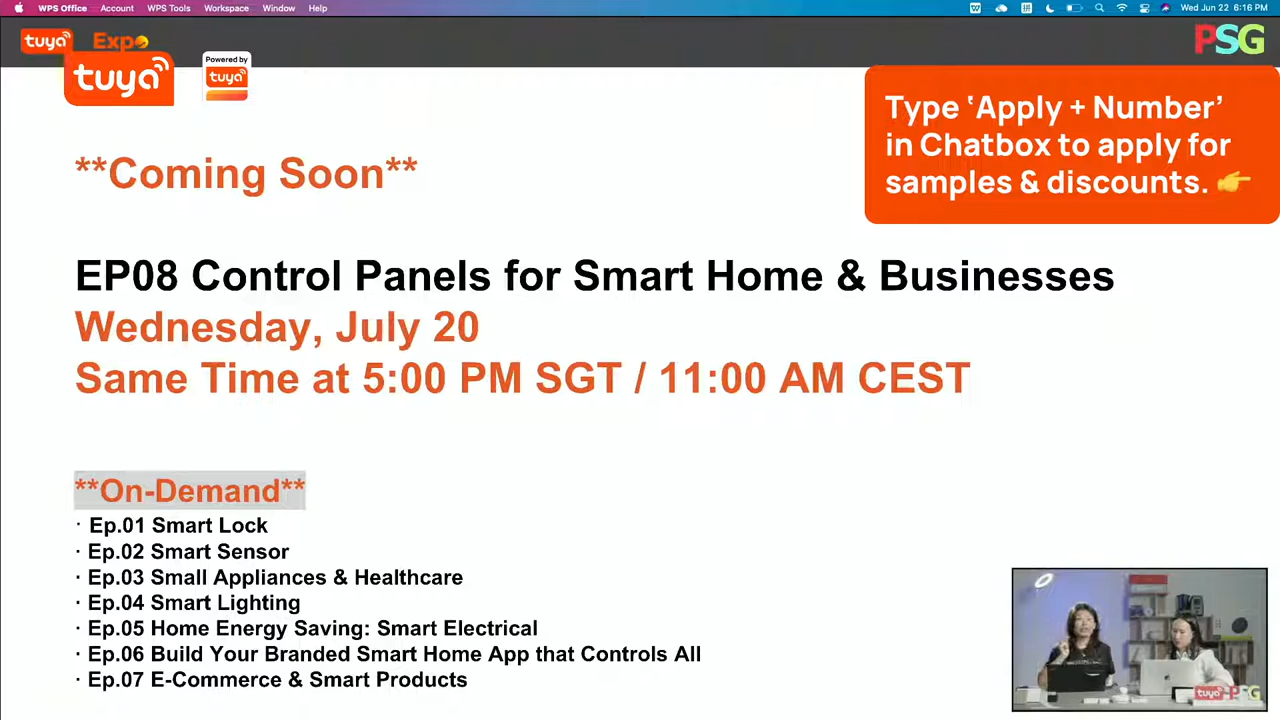 WPS Office Account WPS Tools Workspace Window Help Wed Jun 22 6:16 PM
tuya Expo PSG
tuya Powered by tuya
Type ‘Apply + Number’
in Chatbox to apply for
samples & discounts. 👉
**Coming Soon**
EP08 Control Panels for Smart Home & Businesses
Wednesday, July 20
Same Time at 5:00 PM SGT / 11:00 AM CEST
**On-Demand**
· Ep.01 Smart Lock
· Ep.02 Smart Sensor
· Ep.03 Small Appliances & Healthcare
· Ep.04 Smart Lighting
· Ep.05 Home Energy Saving: Smart Electrical
· Ep.06 Build Your Branded Smart Home App that Controls All
· Ep.07 E-Commerce & Smart Products
tuya PSG